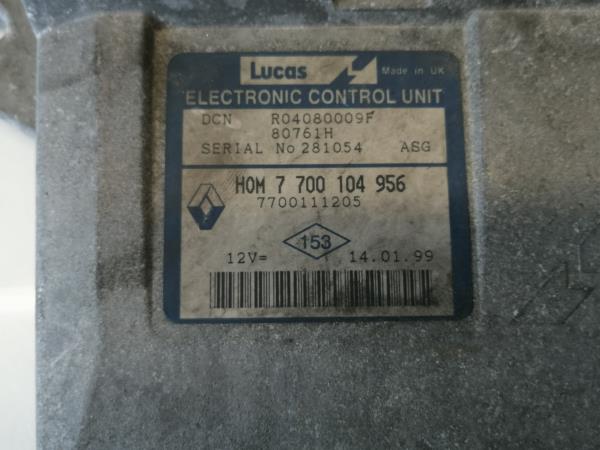 Lucas Made in UK
ELECTRONIC CONTROL UNIT
DCN R04080009F
80761H
SERIAL No 281054 ASG
HOM 7 700 104 956
7700111205
153
12V= 14.01.99